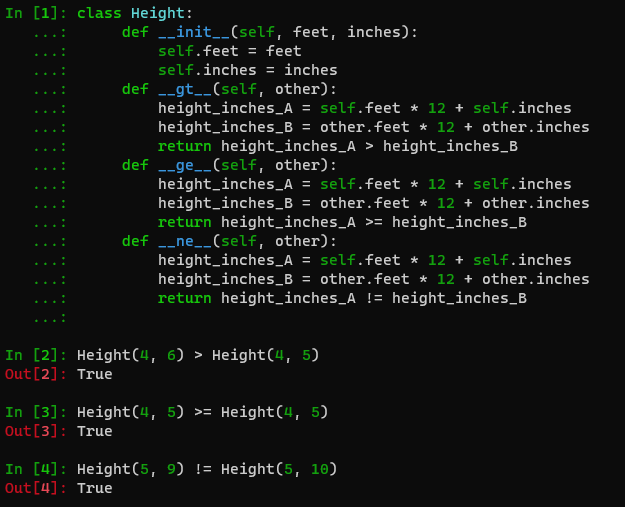 In [1]: class Height:
   ...:      def __init__(self, feet, inches):
   ...:          self.feet = feet
   ...:          self.inches = inches
   ...:      def __gt__(self, other):
   ...:          height_inches_A = self.feet * 12 + self.inches
   ...:          height_inches_B = other.feet * 12 + other.inches
   ...:          return height_inches_A > height_inches_B
   ...:      def __ge__(self, other):
   ...:          height_inches_A = self.feet * 12 + self.inches
   ...:          height_inches_B = other.feet * 12 + other.inches
   ...:          return height_inches_A >= height_inches_B
   ...:      def __ne__(self, other):
   ...:          height_inches_A = self.feet * 12 + self.inches
   ...:          height_inches_B = other.feet * 12 + other.inches
   ...:          return height_inches_A != height_inches_B
   ...:
In [2]: Height(4, 6) > Height(4, 5)
Out[2]: True
In [3]: Height(4, 5) >= Height(4, 5)
Out[3]: True
In [4]: Height(5, 9) != Height(5, 10)
Out[4]: True